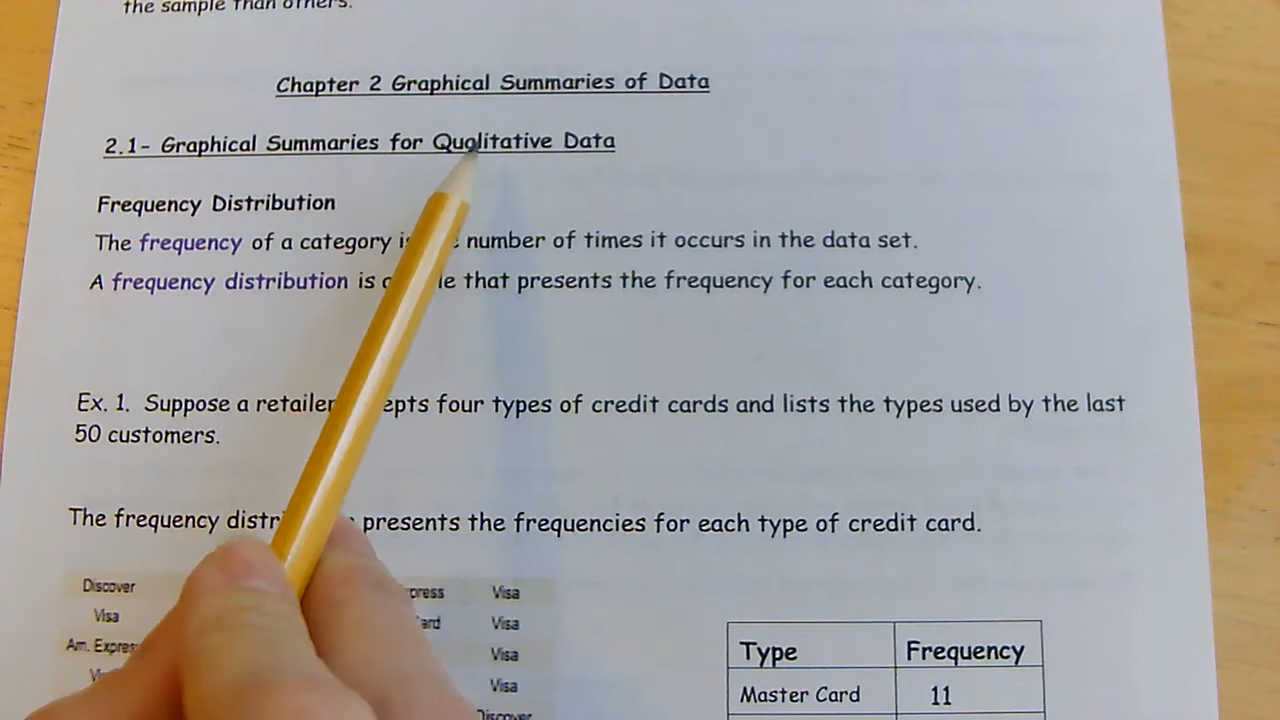 the sample than others.
Chapter 2 Graphical Summaries of Data
2.1- Graphical Summaries for Qualitative Data
Frequency Distribution
The frequency of a category number of times it occurs in the data set.
A frequency distribution is that presents the frequency for each category.
Ex. 1. Suppose a retailer four types of credit cards and lists the types used by the last
50 customers.
The frequency presents the frequencies for each type of credit card.
Discover Visa
Visa Visa
Am. Visa
Visa
Discover
Type Frequency
Master Card 11